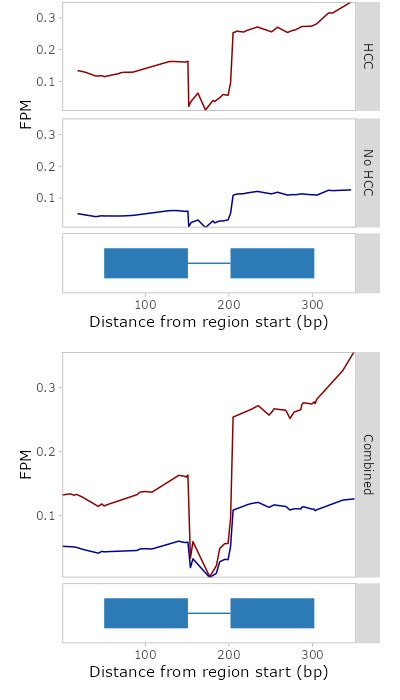 0.3
0.2
0.1
HCC
FPM
0.3
0.2
0.1
No HCC
100 200 300
Distance from region start (bp)
0.3
0.2
0.1
FPM
Combined
100 200 300
Distance from region start (bp)